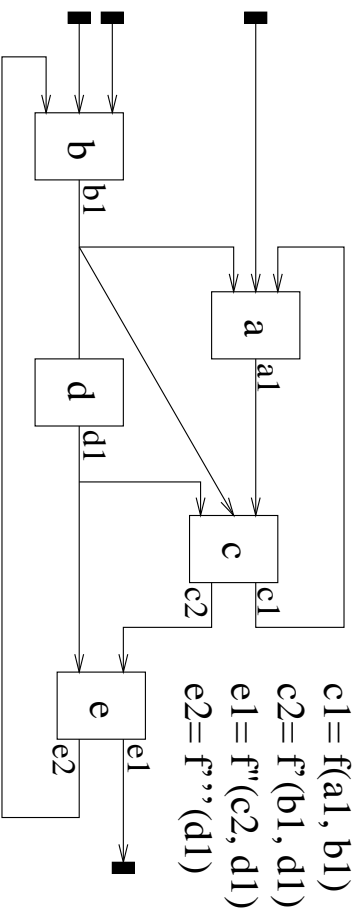 c1= f(a1, b1)
c2= f'(b1, d1)
e1= f''(c2, d1)
e2= f'''(d1)
a
a1
c
c1
c2
b
b1
d
d1
e
e1
e2